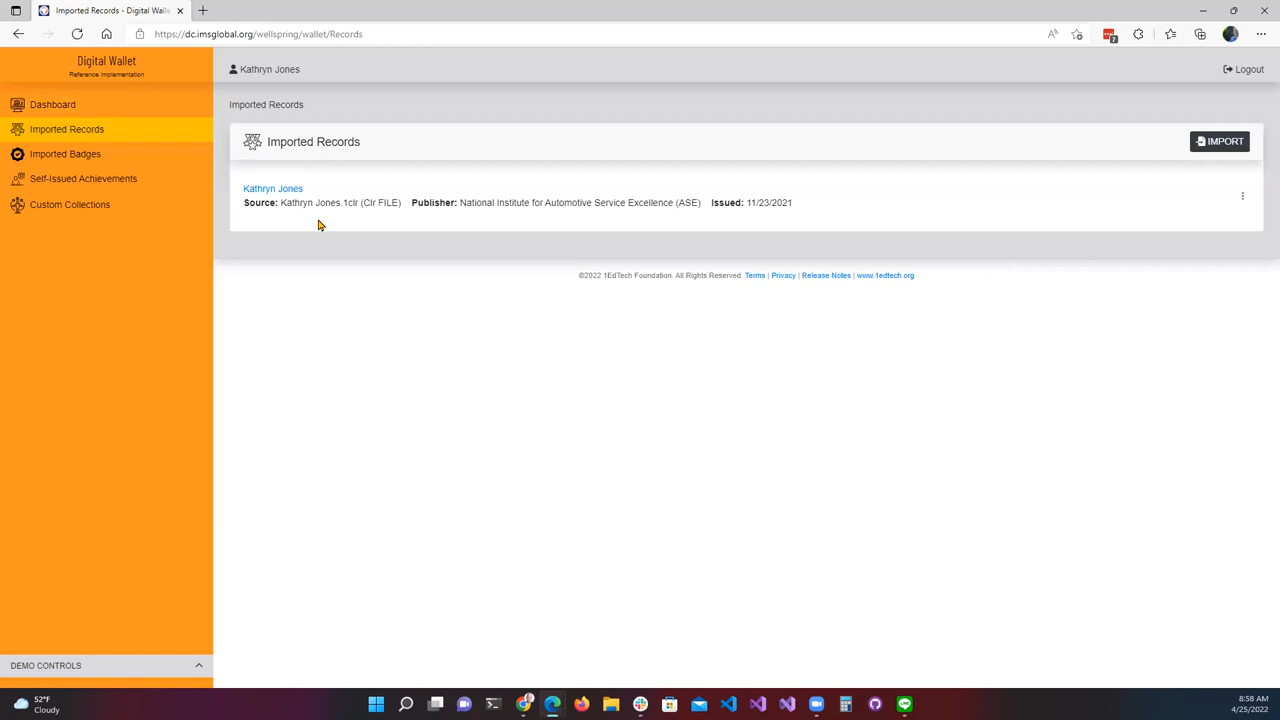 Imported Records - Digital Walle
https://dc.imsglobal.org/wellspring/wallet/Records
7
Digital Wallet
Reference Implementation
Kathryn Jones
Logout
Dashboard
Imported Records
Imported Badges
Self-Issued Achievements
Custom Collections
Imported Records
Imported Records
IMPORT
Kathryn Jones
Source: Kathryn Jones.1clr (Clr FILE) Publisher: National Institute for Automotive Service Excellence (ASE) Issued: 11/23/2021
©2022 1EdTech Foundation. All Rights Reserved. Terms | Privacy | Release Notes | www.1edtech.org
DEMO CONTROLS
52°F
Cloudy
8:58 AM
4/25/2022